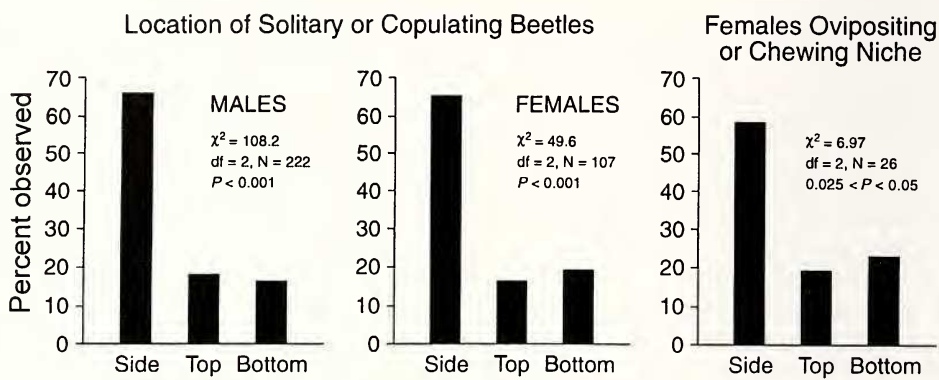 Location of Solitary or Copulating Beetles
Females Ovipositing
or Chewing Niche
Percent observed
70
60
50
40
30
20
10
0
MALES
χ² = 108.2
df = 2, N = 222
P < 0.001
Side Top Bottom
70
60
50
40
30
20
10
0
FEMALES
χ² = 49.6
df = 2, N = 107
P < 0.001
Side Top Bottom
70
60
50
40
30
20
10
0
χ² = 6.97
df = 2, N = 26
0.025 < P < 0.05
Side Top Bottom